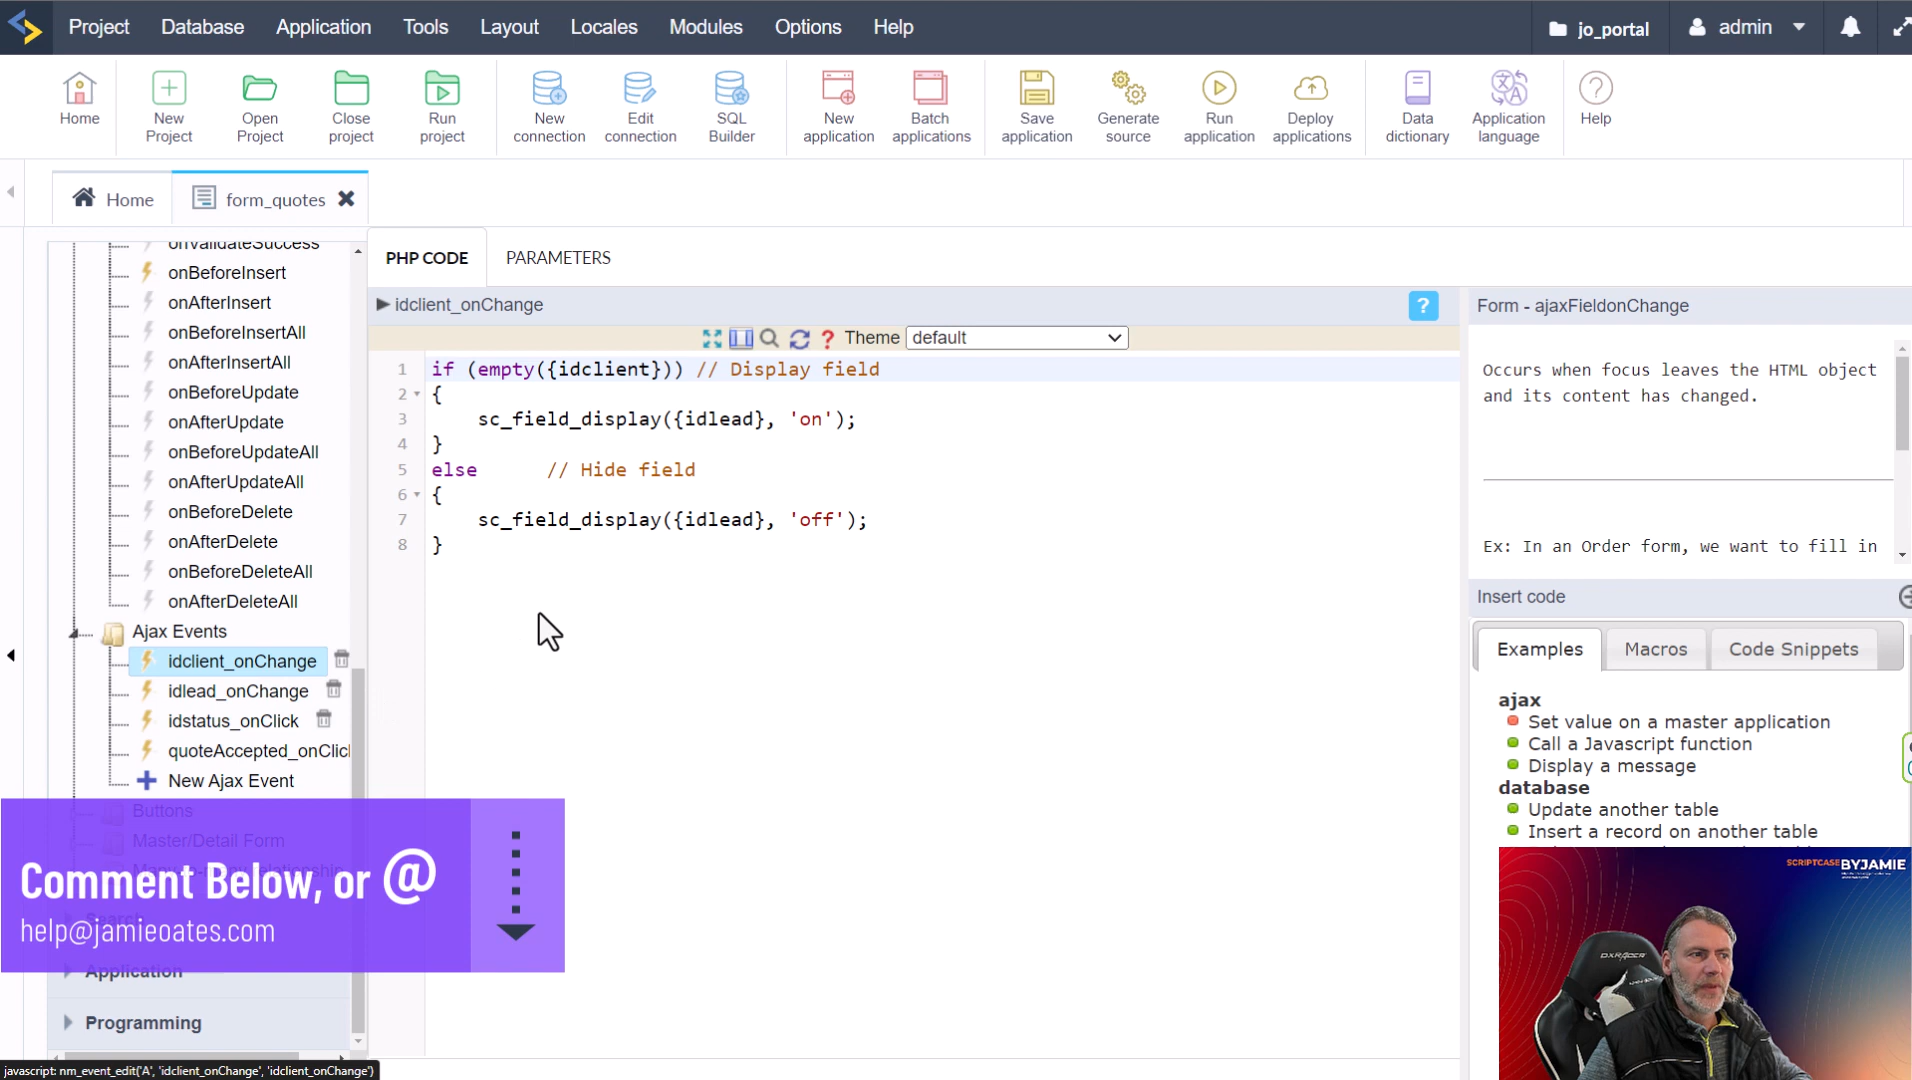 Project Database Application Tools Layout Locales Modules Options Help jo_portal admin
Home
New Project
Open Project
Close project
Run project
New connection
Edit connection
SQL Builder
New application
Batch applications
Save application
Generate source
Run application
Deploy applications
Data dictionary
Application language
Help
Home
form_quotes
onValidateSuccess
onBeforeInsert
onAfterInsert
onBeforeInsertAll
onAfterInsertAll
onBeforeUpdate
onAfterUpdate
onBeforeUpdateAll
onAfterUpdateAll
onBeforeDelete
onAfterDelete
onBeforeDeleteAll
onAfterDeleteAll
Ajax Events
idclient_onChange
idlead_onChange
idstatus_onClick
quoteAccepted_onClic
New Ajax Event
Buttons
Master/Detail Form
Comment Below, or @
help@jamieoates.com
Application
Programming
javascript: nm_event_edit('A', 'idclient_onChange', 'idclient_onChange')
PHP CODE PARAMETERS
idclient_onChange ?
? Theme default
1 if (empty({idclient})) // Display field
2 {
3 sc_field_display({idlead}, 'on');
4 }
5 else // Hide field
6 {
7 sc_field_display({idlead}, 'off');
8 }
Form - ajaxFieldonChange
Occurs when focus leaves the HTML object
and its content has changed.
Ex: In an Order form, we want to fill in
Insert code
Examples Macros Code Snippets
ajax
Set value on a master application
Call a Javascript function
Display a message
database
Update another table
Insert a record on another table
SCRIPTCASE BYJAMIE
DXRACER